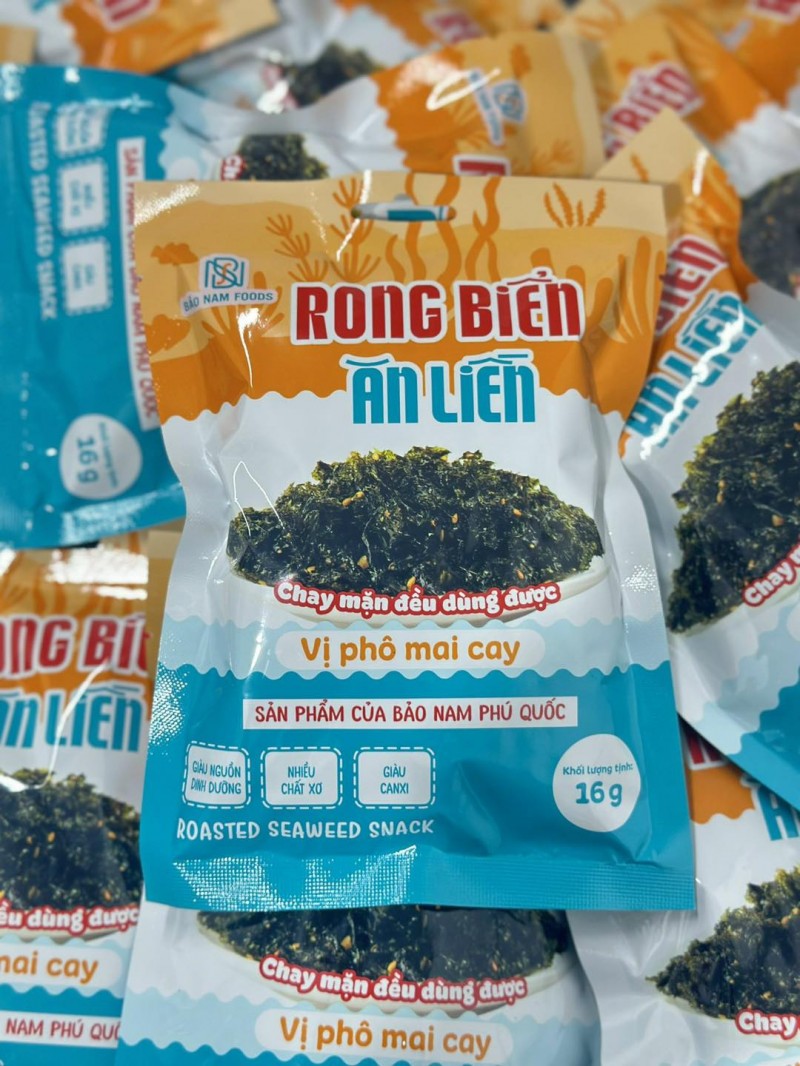 BẢO NAM FOODS
RONG BIỂN
ĂN LIỀN
Chay mặn đều dùng được
Vị phô mai cay
SẢN PHẨM CỦA BẢO NAM PHÚ QUỐC
GIÀU NGUỒN
DINH DƯỠNG
NHIỀU
CHẤT XƠ
GIÀU
CANXI
Khối lượng tịnh:
16g
ROASTED SEAWEED SNACK
ROASTED SEAWEED SNACK
16g
BIỂN
ĂN LIỀN
Chay
ĂN LIỀN
ều dùng được
mai cay
NAM PHÚ QUỐ
Chay mặn đều dùng được
Vị phô mai cay
Chay